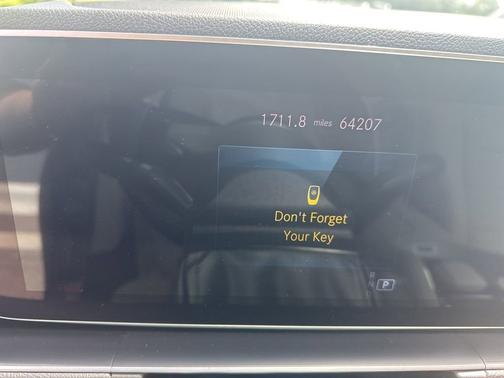 1711.8 miles 64207
Don't Forget
Your Key
R
N
P